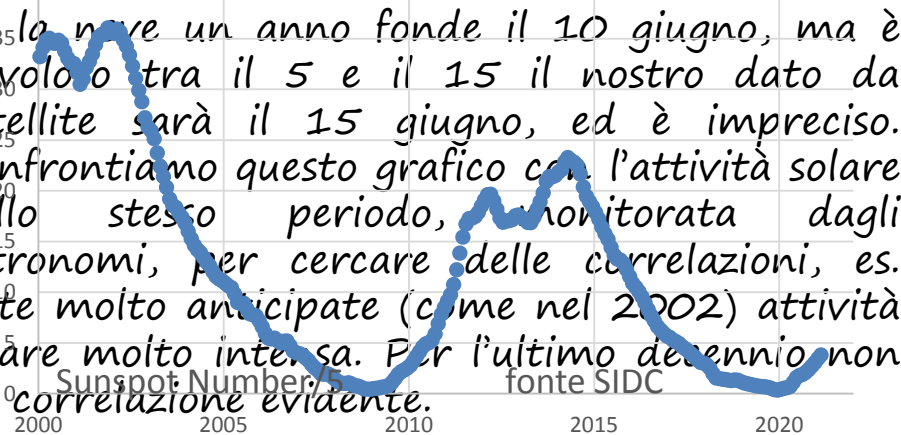 la neve un anno fonde il 10 giugno, ma è
tra il 5 e il 15 il nostro dato da
sarà il 15 giugno, ed è impreciso.
questo grafico con l'attività solare
stesso periodo, monitorata dagli
per cercare delle correlazioni, es.
molto anticipate (come nel 2002) attività
molto intensa. Per l'ultimo decennio non
correlazione evidente.
Sunspot Number/5 fonte SIDC
0
2000 2005 2010 2015 2020